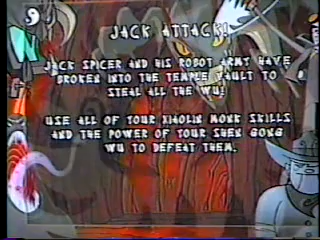 JACK ATTACK!
JACK SPICER AND HIS ROBOT ARMY HAVE
BROKEN INTO THE TEMPLE VAULT TO
STEAL ALL THE WU!
USE ALL OF YOUR XIAOLIN MONK SKILLS
AND THE POWER OF YOUR SHEN GONG
WU TO DEFEAT THEM.